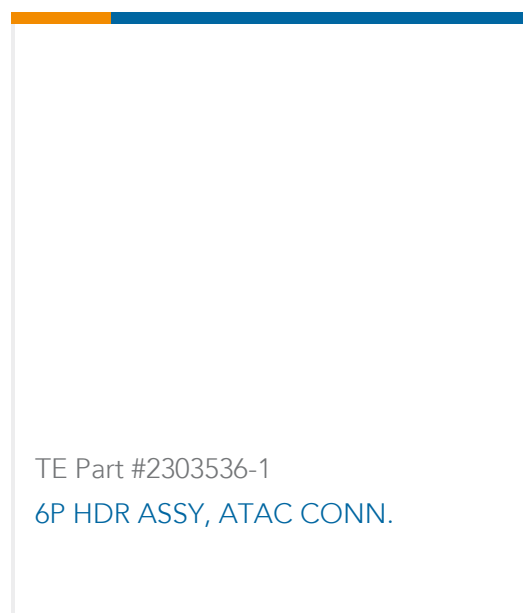 TE Part #2303536-1
6P HDR ASSY, ATAC CONN.